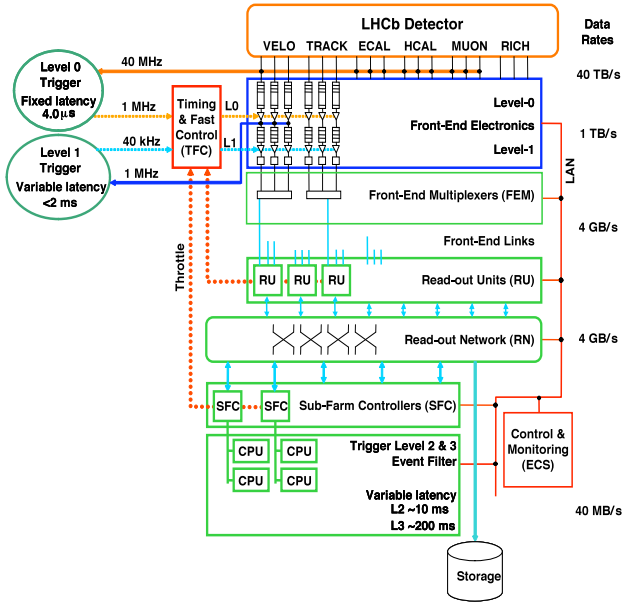 LHCb Detector
Data
Rates
VELO TRACK ECAL HCAL MUON RICH
40 MHz
40 TB/s
Level 0
Trigger
Fixed latency
4.0 µs
1 MHz
Timing
& Fast
Control
(TFC)
L0
L1
Level-0
Front-End Electronics
Level-1
1 TB/s
40 kHz
Level 1
Trigger
Variable latency
<2 ms
1 MHz
LAN
Front-End Multiplexers (FEM)
4 GB/s
Front-End Links
Throttle
RU RU RU
Read-out Units (RU)
Read-out Network (RN)
4 GB/s
SFC SFC
Sub-Farm Controllers (SFC)
Control &
Monitoring
(ECS)
CPU CPU
CPU CPU
Trigger Level 2 & 3
Event Filter
Variable latency
L2 ~10 ms
L3 ~200 ms
40 MB/s
Storage